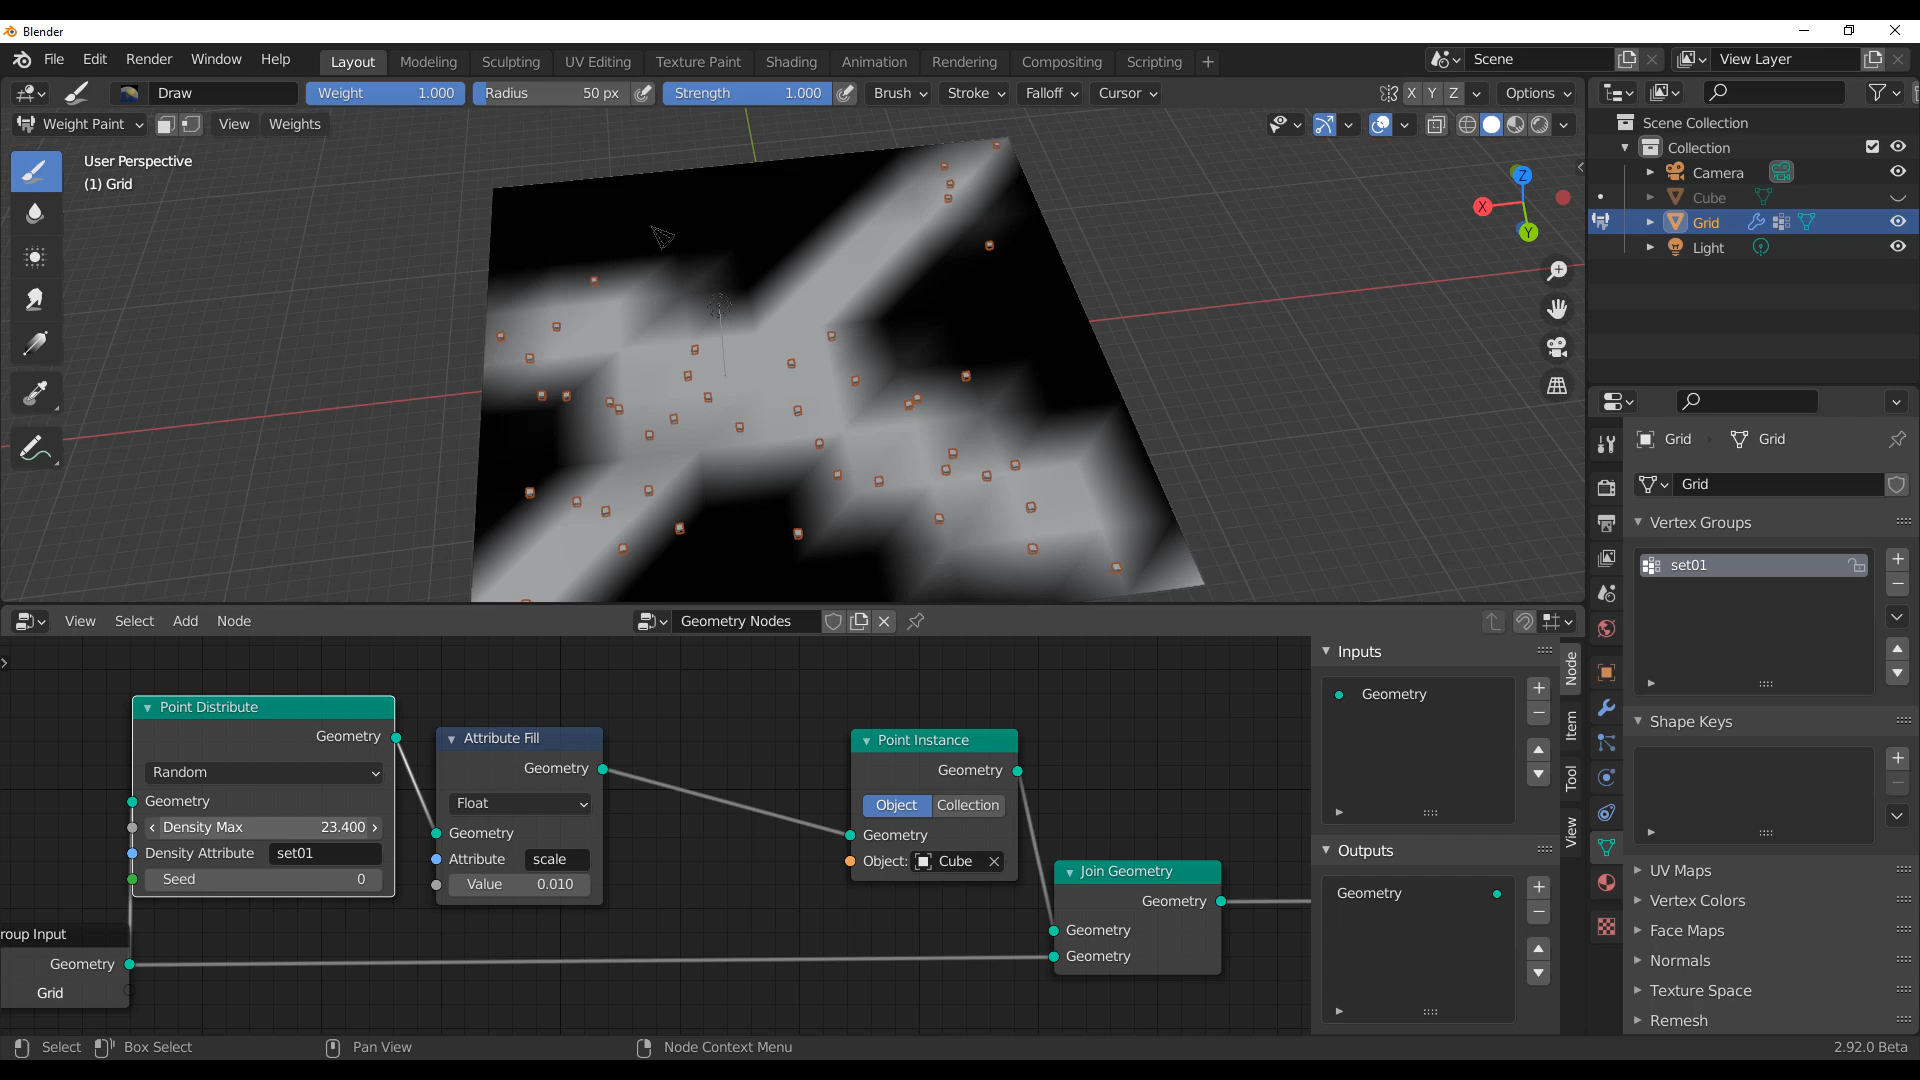 Blender
File Edit Render Window Help Layout Modeling Sculpting UV Editing Texture Paint Shading Animation Rendering Compositing Scripting + Scene View Layer
Draw Weight 1.000 Radius 50 px Strength 1.000 Brush Stroke Falloff Cursor X Y Z Options
Weight Paint View Weights
User Perspective
(1) Grid
Z
X
Y
Scene Collection
Collection
Camera
Cube
Grid
Light
Grid Grid
Grid
Vertex Groups
set01
Shape Keys
UV Maps
Vertex Colors
Face Maps
Normals
Texture Space
Remesh
View Select Add Node Geometry Nodes
Point Distribute
Geometry
Random
Geometry
Density Max 23.400
Density Attribute set01
Seed 0
Attribute Fill
Geometry
Float
Geometry
Attribute scale
Value 0.010
Point Instance
Geometry
Object Collection
Geometry
Object: Cube
Join Geometry
Geometry
Geometry
Geometry
roup Input
Geometry
Grid
Inputs
Geometry
Outputs
Geometry
Node
Item
Tool
View
Select Box Select Pan View Node Context Menu 2.92.0 Beta